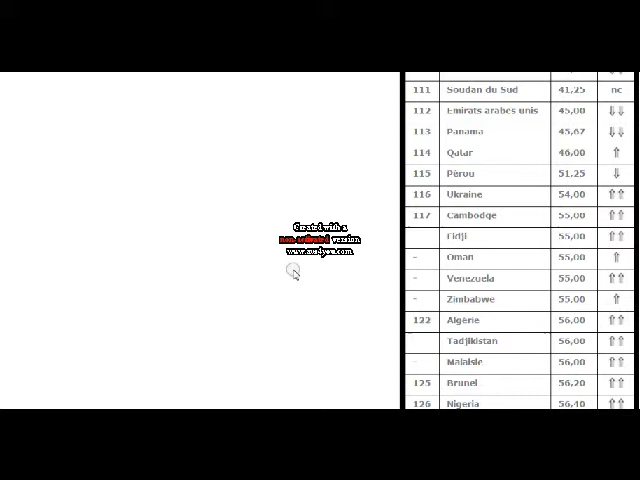 111 Soudan du Sud 41,25 nc
112 Emirats arabes unis 45,00 ⇓⇓
113 Panama 45,67 ⇓⇓
114 Qatar 46,00 ⇑
115 Pérou 51,25 ⇓
116 Ukraine 54,00 ⇑⇑
117 Cambodge 55,00 ⇑⇑
Fidji 55,00 ⇑⇑
- Oman 55,00 ⇑
- Venezuela 55,00 ⇑⇑
- Zimbabwe 55,00 ⇑
122 Algérie 56,00 ⇑⇑
Tadjikistan 56,00 ⇑⇑
- Malaisie 56,00 ⇑⇑
125 Brunei 56,20 ⇑⇑
126 Nigeria 56,40 ⇑⇑
Created with a
non-activated version